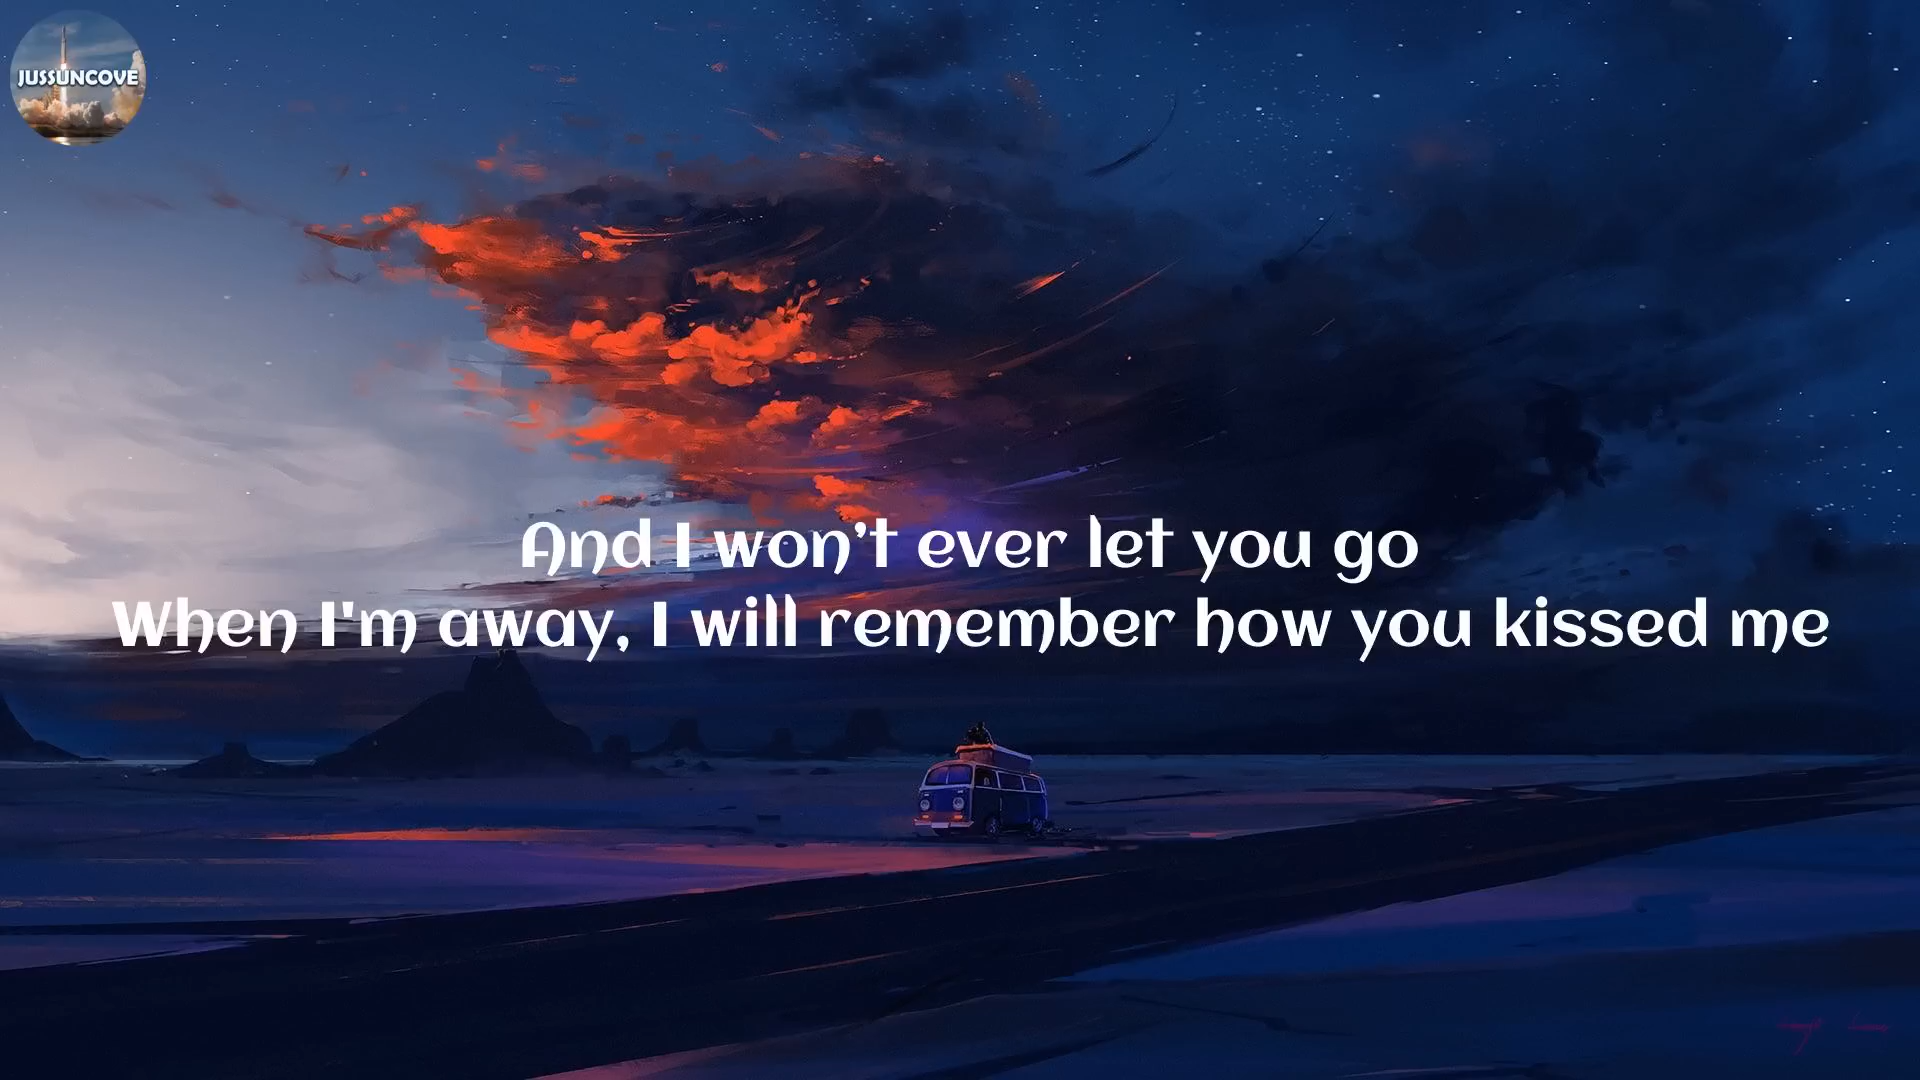 JUSSUNCOVE
And I won’t ever let you go
When I'm away, I will remember how you kissed me